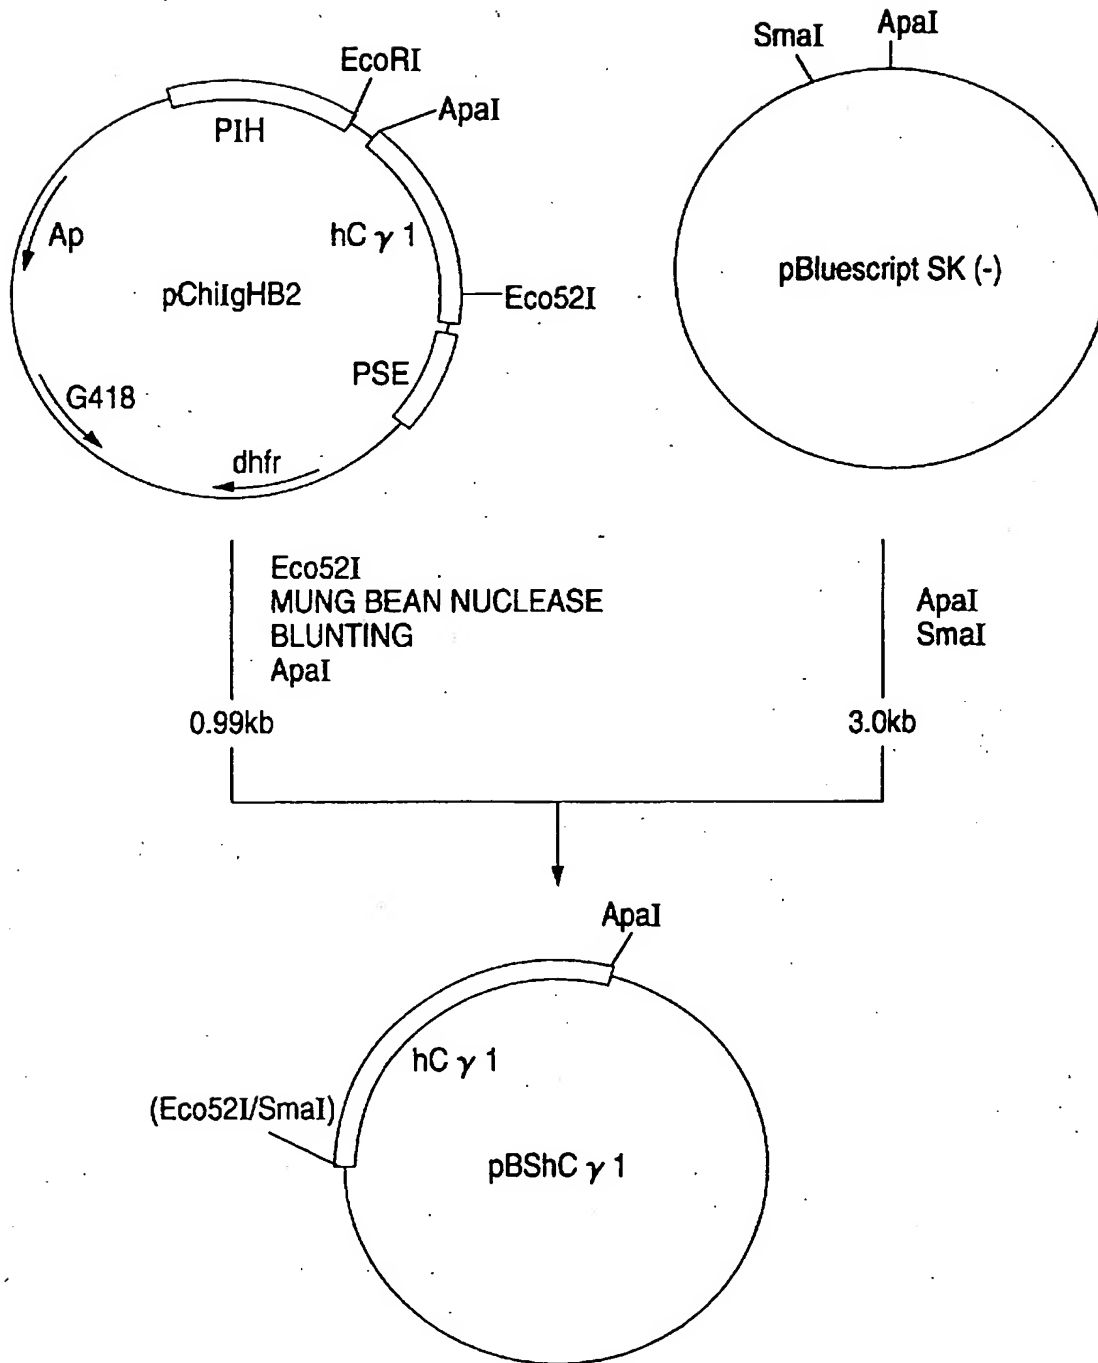 EcoRI
ApaI
PIH
Ap
hC γ 1
pChiIgHB2
Eco52I
PSE
G418
dhfr
SmaI
ApaI
pBluescript SK (-)
Eco52I
MUNG BEAN NUCLEASE
BLUNTING
ApaI
0.99kb
ApaI
SmaI
3.0kb
ApaI
hC γ 1
(Eco52I/SmaI)
pBShC γ 1